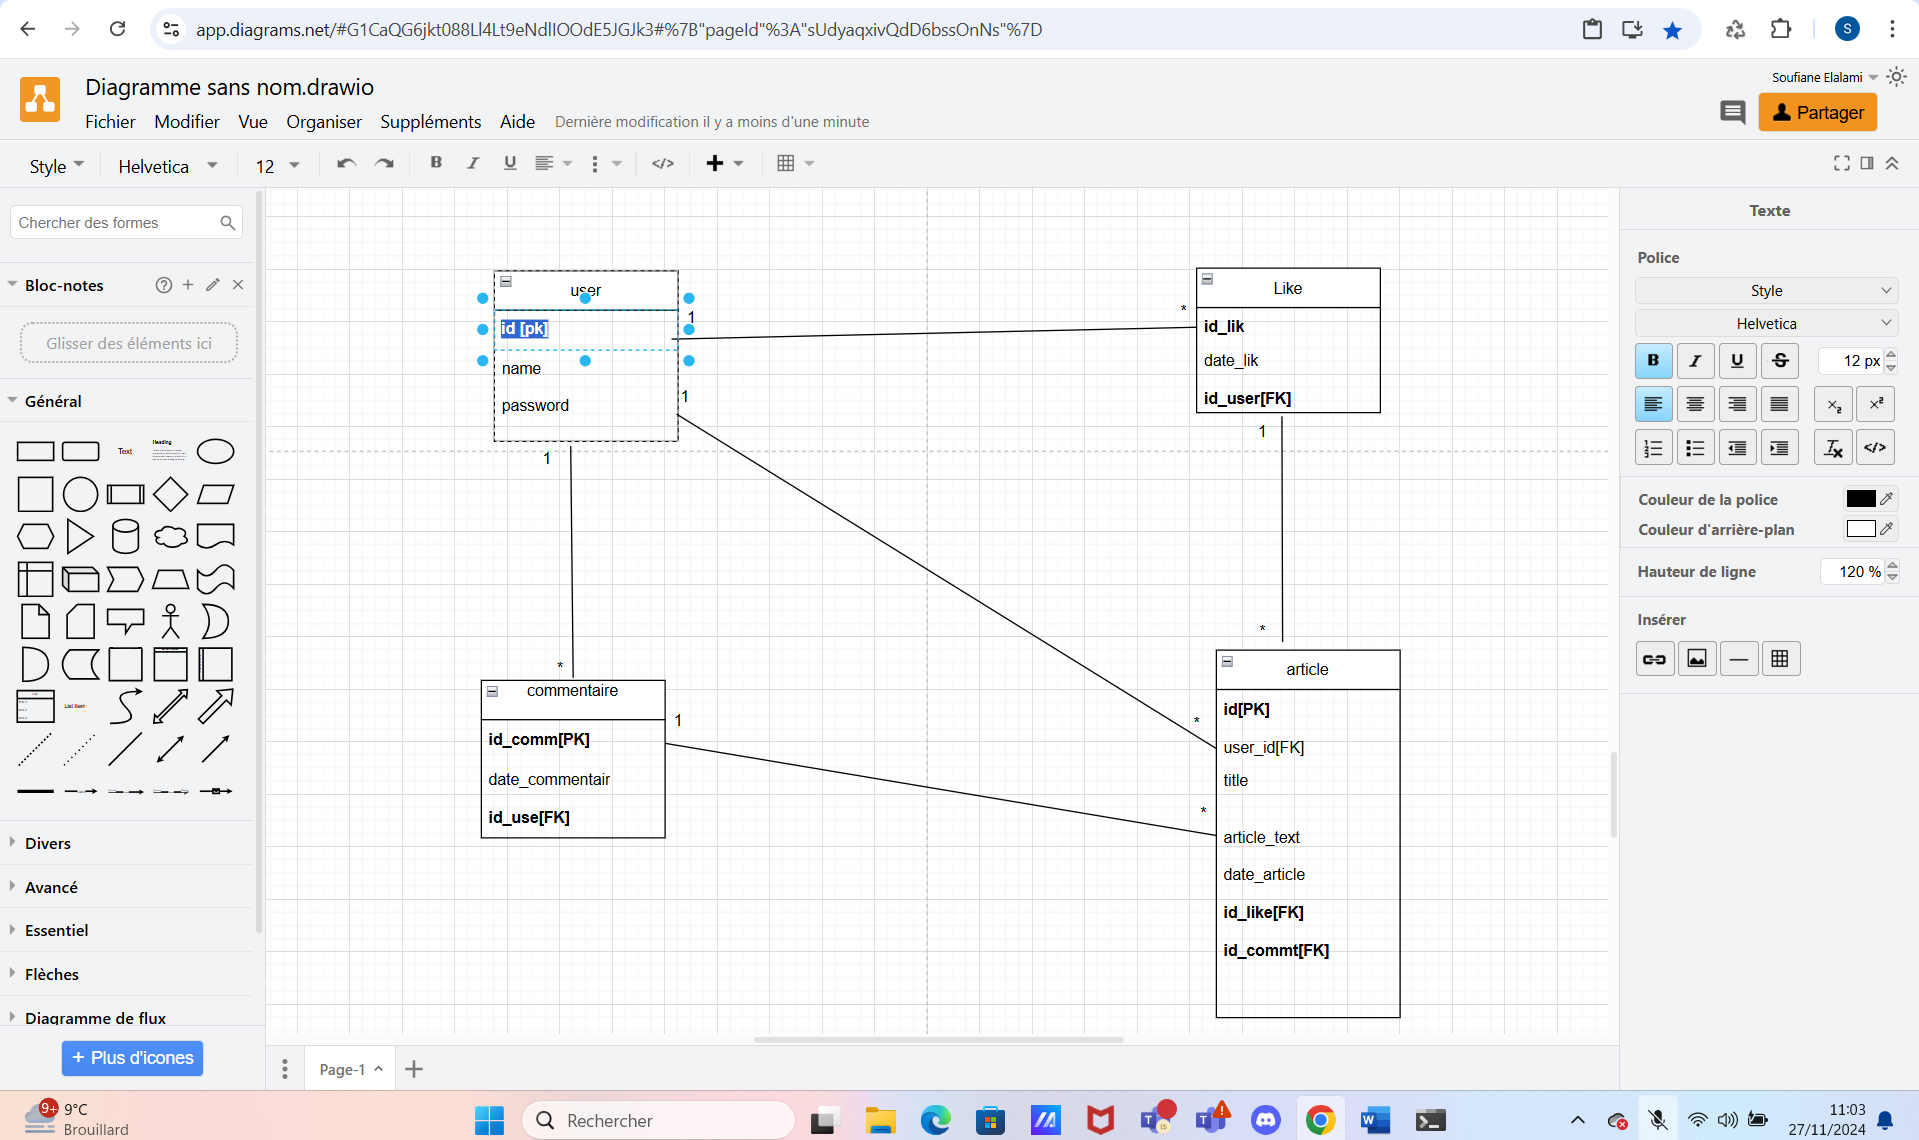 app.diagrams.net/#G1CaQG6jkt088Ll4Lt9eNdlIOOdE5JGJk3#%7B"pageId"%3A"sUdyaqxivQdD6bssOnNs"%7D
S
Diagramme sans nom.drawio
Soufiane Elalami
Fichier Modifier Vue Organiser Suppléments Aide Dernière modification il y a moins d'une minute
Partager
Style Helvetica 12 B I U
Chercher des formes
Bloc-notes
Glisser des éléments ici
Général
Text
Heading
List Item
Divers
Avancé
Essentiel
Flèches
Diagramme de flux
+ Plus d'icones
user
id [pk]
name
password
1
1
1
*
Like
id_lik
date_lik
id_user[FK]
*
1
*
commentaire
id_comm[PK]
date_commentair
id_use[FK]
1
article
id[PK]
user_id[FK]
title
article_text
date_article
id_like[FK]
id_commt[FK]
*
*
Page-1
Texte
Police
Style
Helvetica
B I U S 12 px
Couleur de la police
Couleur d'arrière-plan
Hauteur de ligne 120 %
Insérer
9+
9°C
Brouillard
Rechercher
11:03
27/11/2024